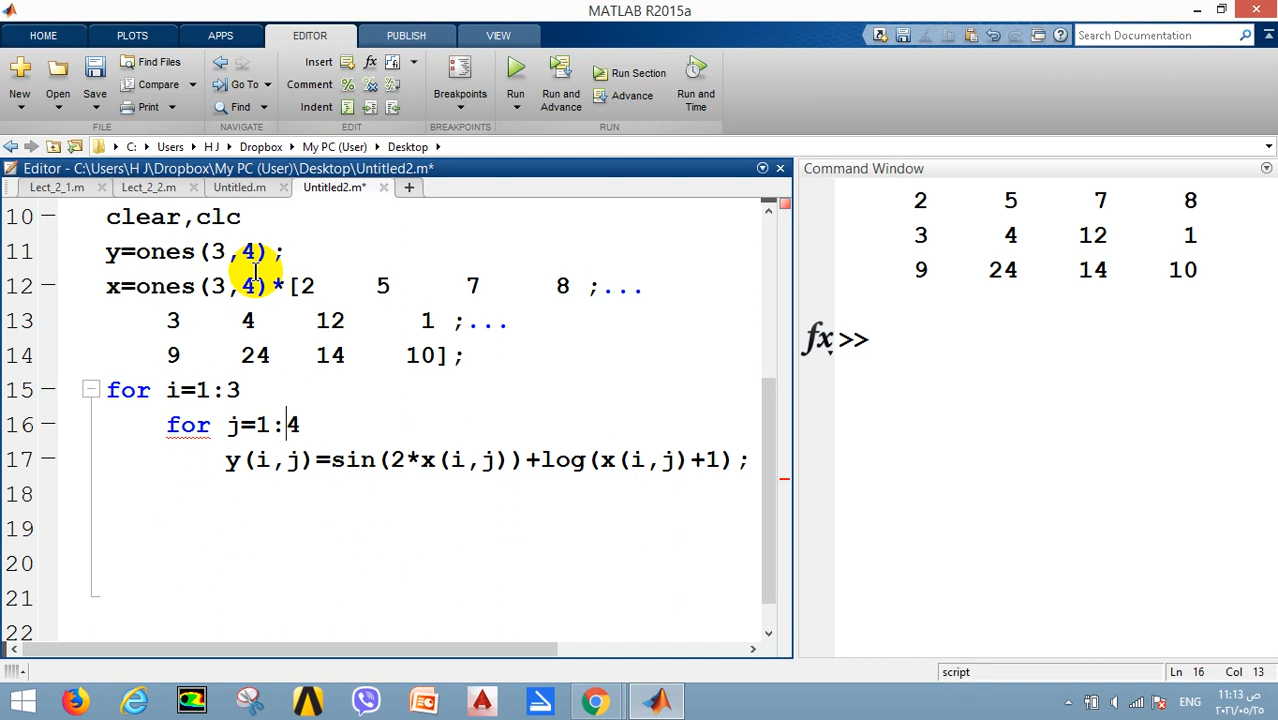 MATLAB R2015a
HOME PLOTS APPS EDITOR PUBLISH VIEW Search Documentation
New Open Save Find Files Compare Print
Go To Find
Insert Comment Indent
Breakpoints
Run Run and Advance Run Section Advance Run and Time
FILE NAVIGATE EDIT BREAKPOINTS RUN
C: Users H J Dropbox My PC (User) Desktop
Editor - C:\Users\H J\Dropbox\My PC (User)\Desktop\Untitled2.m*
Lect_2_1.m Lect_2_2.m Untitled.m Untitled2.m*
10 clear,clc
11 y=ones(3,4);
12 x=ones(3,4)*[2 5 7 8 ;...
13 3 4 12 1 ;...
14 9 24 14 10];
15 for i=1:3
16 for j=1:4
17 y(i,j)=sin(2*x(i,j))+log(x(i,j)+1);
18
19
20
21
22
Command Window
2 5 7 8
3 4 12 1
9 24 14 10
fx >>
script Ln 16 Col 13
ENG 11:13 ص
٢٠٢١/٠٥/٢٥